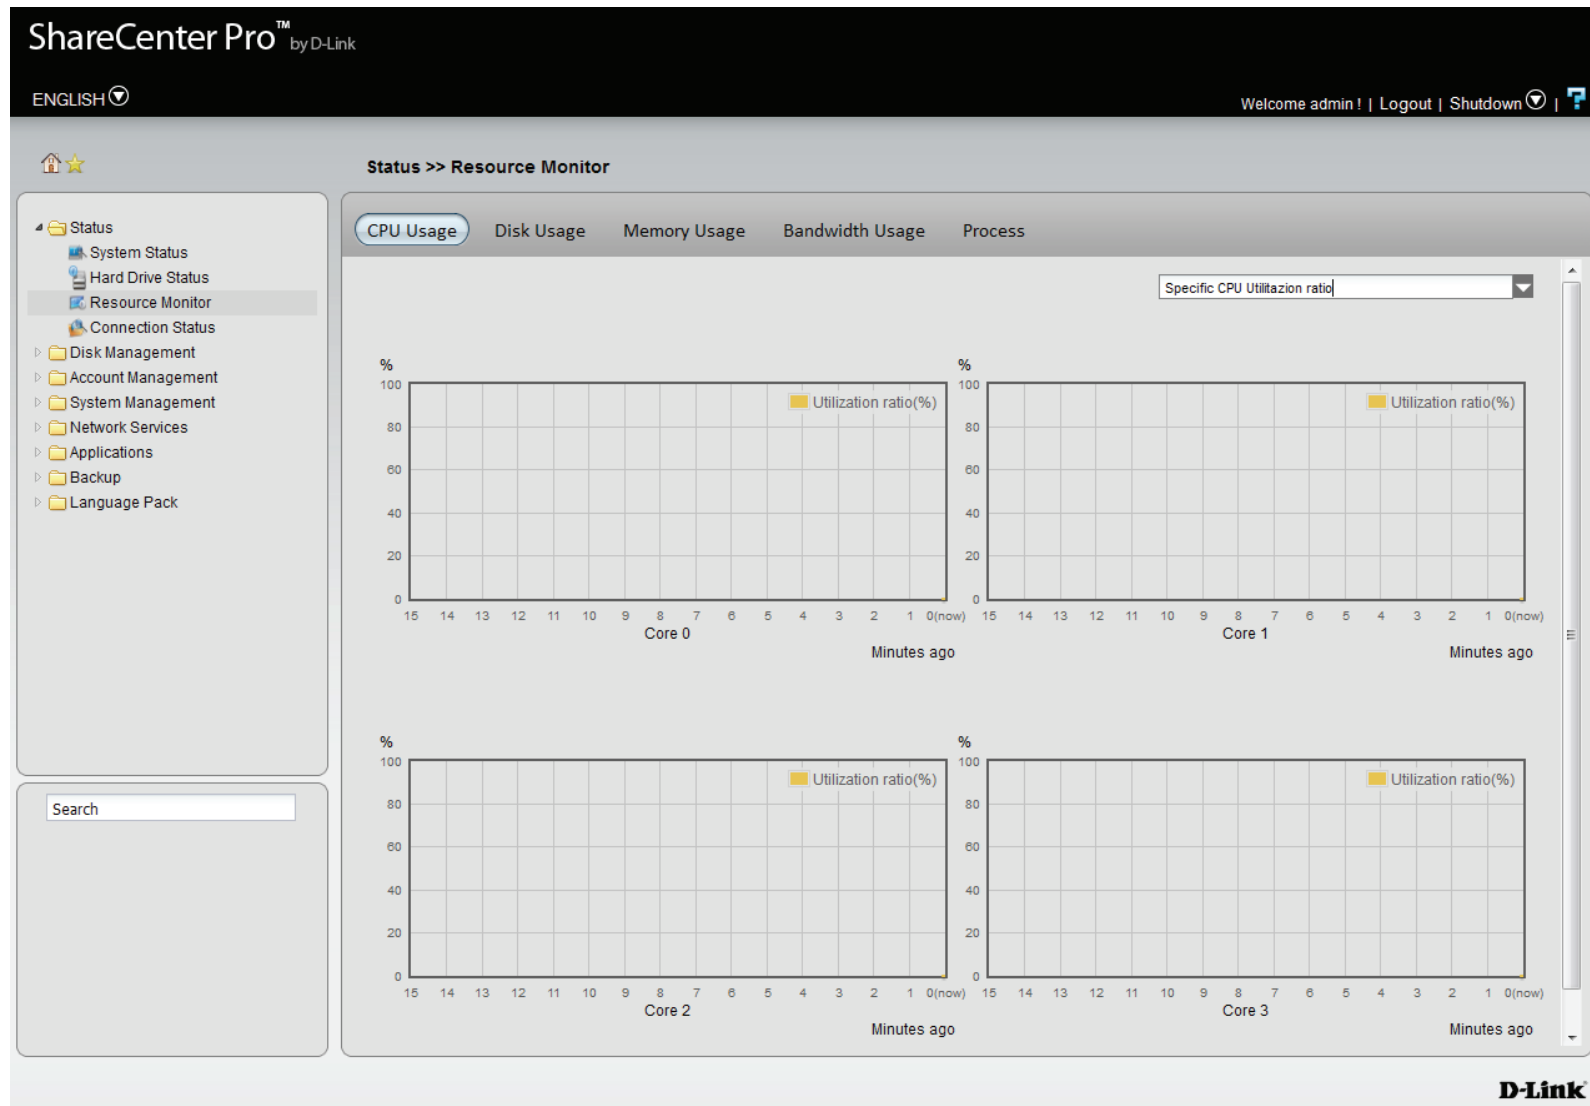 ShareCenter Pro™ by D-Link
ENGLISH
Welcome admin ! | Logout | Shutdown | ?
Status >> Resource Monitor
Status
System Status
Hard Drive Status
Resource Monitor
Connection Status
Disk Management
Account Management
System Management
Network Services
Applications
Backup
Language Pack
Search
CPU Usage Disk Usage Memory Usage Bandwidth Usage Process
Specific CPU Utilitazion ratio
%
100
80
60
40
20
0
Utilization ratio(%)
15 14 13 12 11 10 9 8 7 6 5 4 3 2 1 0(now)
Core 0
Minutes ago
%
100
80
60
40
20
0
Utilization ratio(%)
15 14 13 12 11 10 9 8 7 6 5 4 3 2 1 0(now)
Core 1
Minutes ago
%
100
80
60
40
20
0
Utilization ratio(%)
15 14 13 12 11 10 9 8 7 6 5 4 3 2 1 0(now)
Core 2
Minutes ago
%
100
80
60
40
20
0
Utilization ratio(%)
15 14 13 12 11 10 9 8 7 6 5 4 3 2 1 0(now)
Core 3
Minutes ago
D-Link